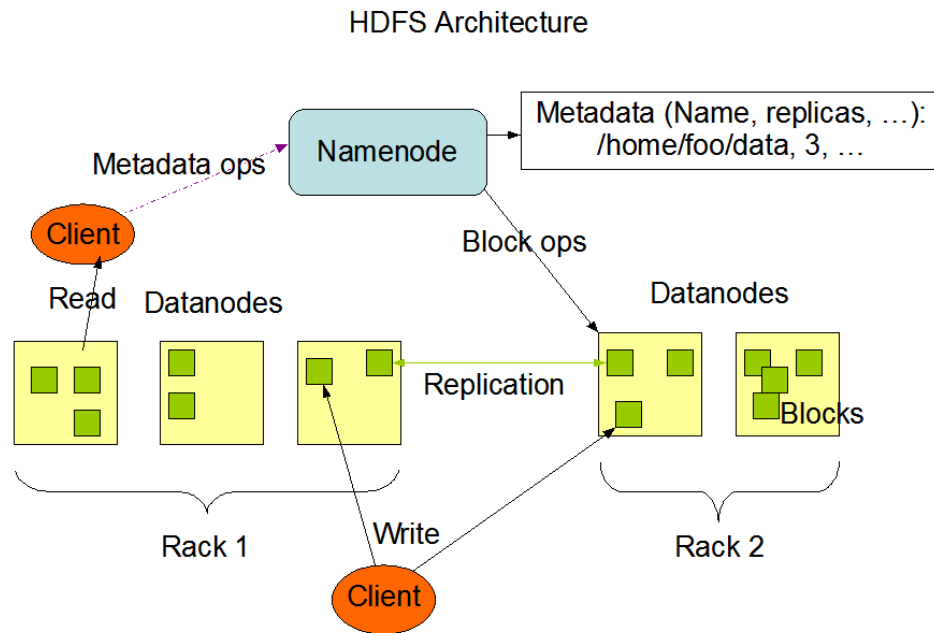 HDFS Architecture
Metadata (Name, replicas, …):
/home/foo/data, 3, …
Namenode
Metadata ops
Client
Block ops
Read
Datanodes
Datanodes
Replication
Blocks
Write
Rack 1
Rack 2
Client